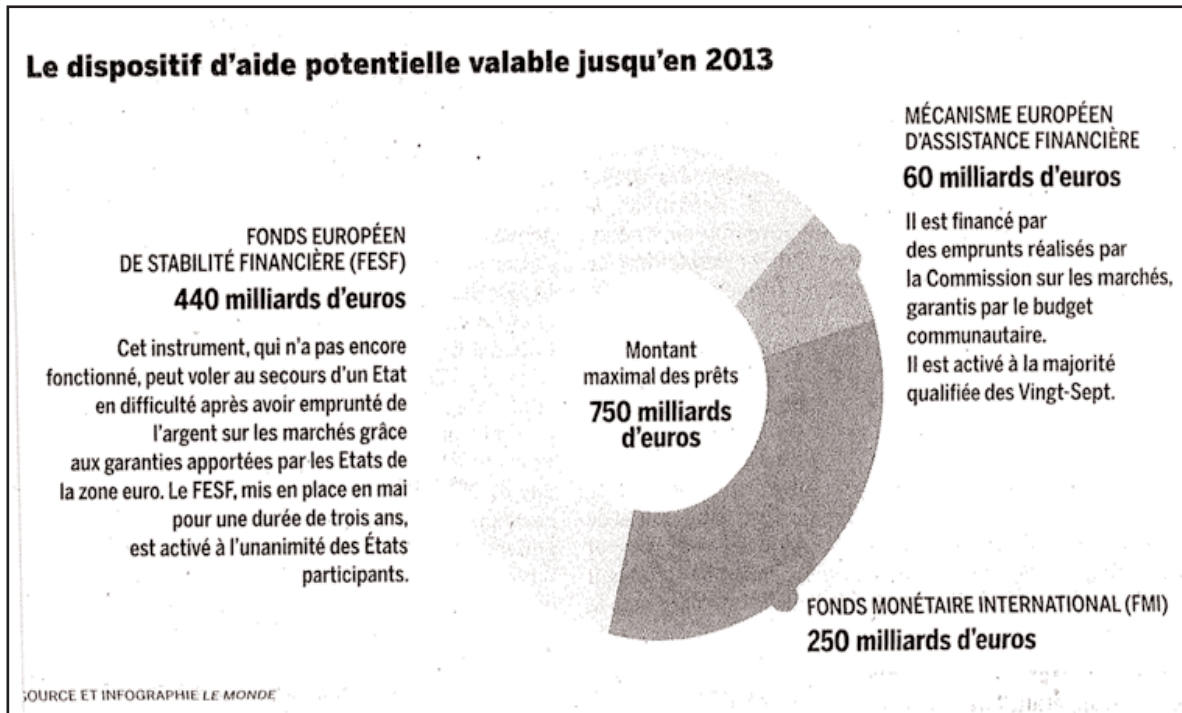 Le dispositif d'aide potentielle valable jusqu'en 2013
FONDS EUROPÉEN
DE STABILITÉ FINANCIÈRE (FESF)
440 milliards d'euros
Cet instrument, qui n'a pas encore
fonctionné, peut voler au secours d'un Etat
en difficulté après avoir emprunté de
l'argent sur les marchés grâce
aux garanties apportées par les Etats de
la zone euro. Le FESF, mis en place en mai
pour une durée de trois ans,
est activé à l'unanimité des États
participants.
Montant
maximal des prêts
750 milliards
d'euros
MÉCANISME EUROPÉEN
D'ASSISTANCE FINANCIÈRE
60 milliards d'euros
Il est financé par
des emprunts réalisés par
la Commission sur les marchés,
garantis par le budget
communautaire.
Il est activé à la majorité
qualifiée des Vingt-Sept.
FONDS MONÉTAIRE INTERNATIONAL (FMI)
250 milliards d'euros
SOURCE ET INFOGRAPHIE LE MONDE